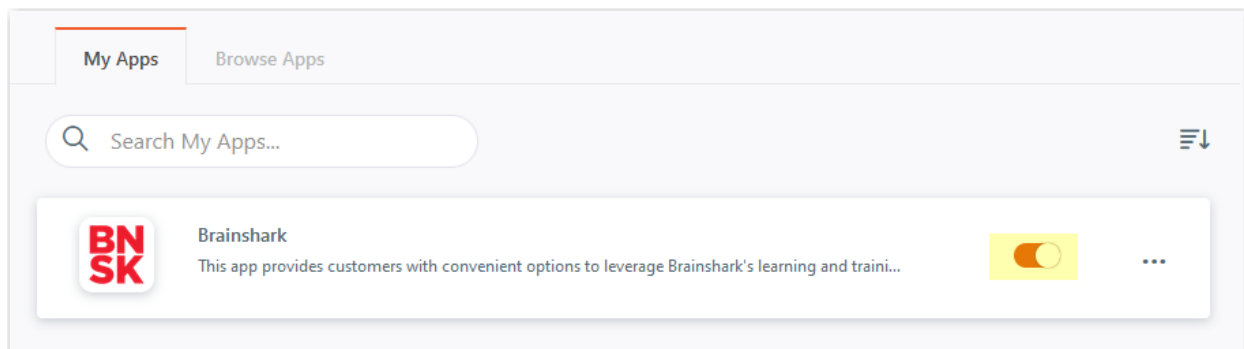 My Apps
Browse Apps
Search My Apps...
BN
SK
Brainshark
This app provides customers with convenient options to leverage Brainshark's learning and traini...